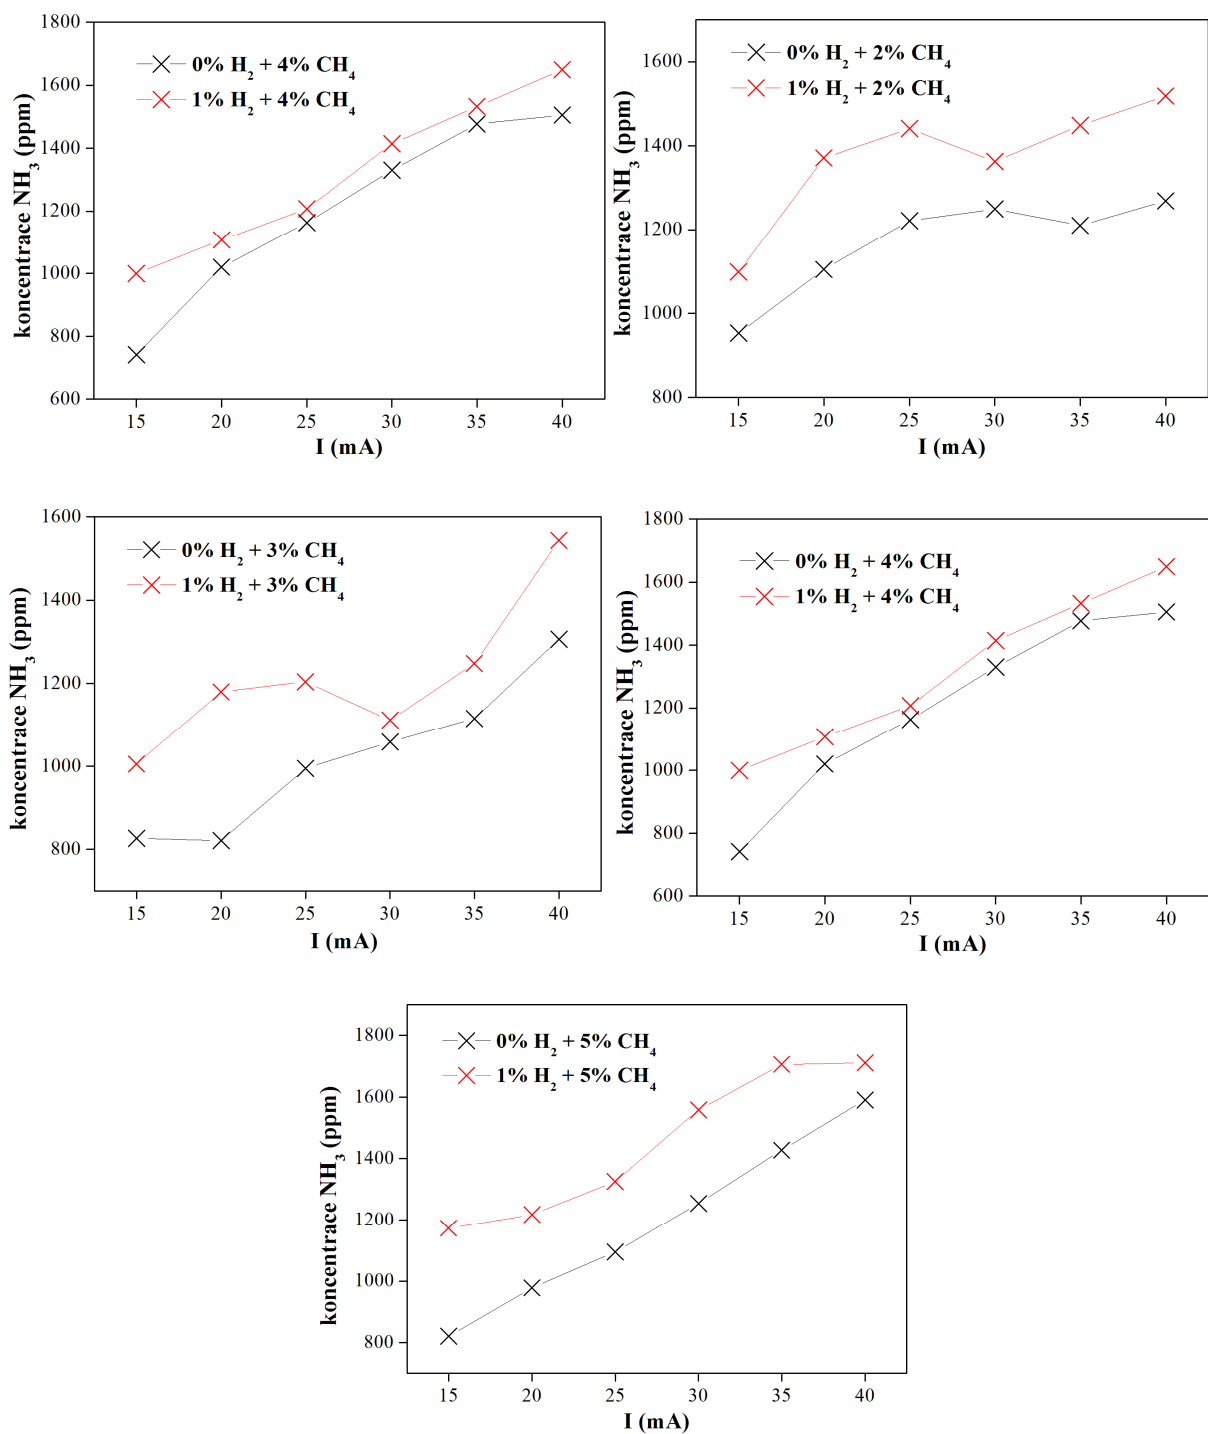 1800
1600
1400
1200
1000
800
600
koncentrace NH₃ (ppm)
0% H₂ + 4% CH₄
1% H₂ + 4% CH₄
15 20 25 30 35 40
I (mA)
1600
1400
1200
1000
800
koncentrace NH₃ (ppm)
0% H₂ + 2% CH₄
1% H₂ + 2% CH₄
15 20 25 30 35 40
I (mA)
1600
1400
1200
1000
800
koncentrace NH₃ (ppm)
0% H₂ + 3% CH₄
1% H₂ + 3% CH₄
15 20 25 30 35 40
I (mA)
1800
1600
1400
1200
1000
800
600
koncentrace NH₃ (ppm)
0% H₂ + 4% CH₄
1% H₂ + 4% CH₄
15 20 25 30 35 40
I (mA)
1800
1600
1400
1200
1000
800
koncentrace NH₃ (ppm)
0% H₂ + 5% CH₄
1% H₂ + 5% CH₄
15 20 25 30 35 40
I (mA)